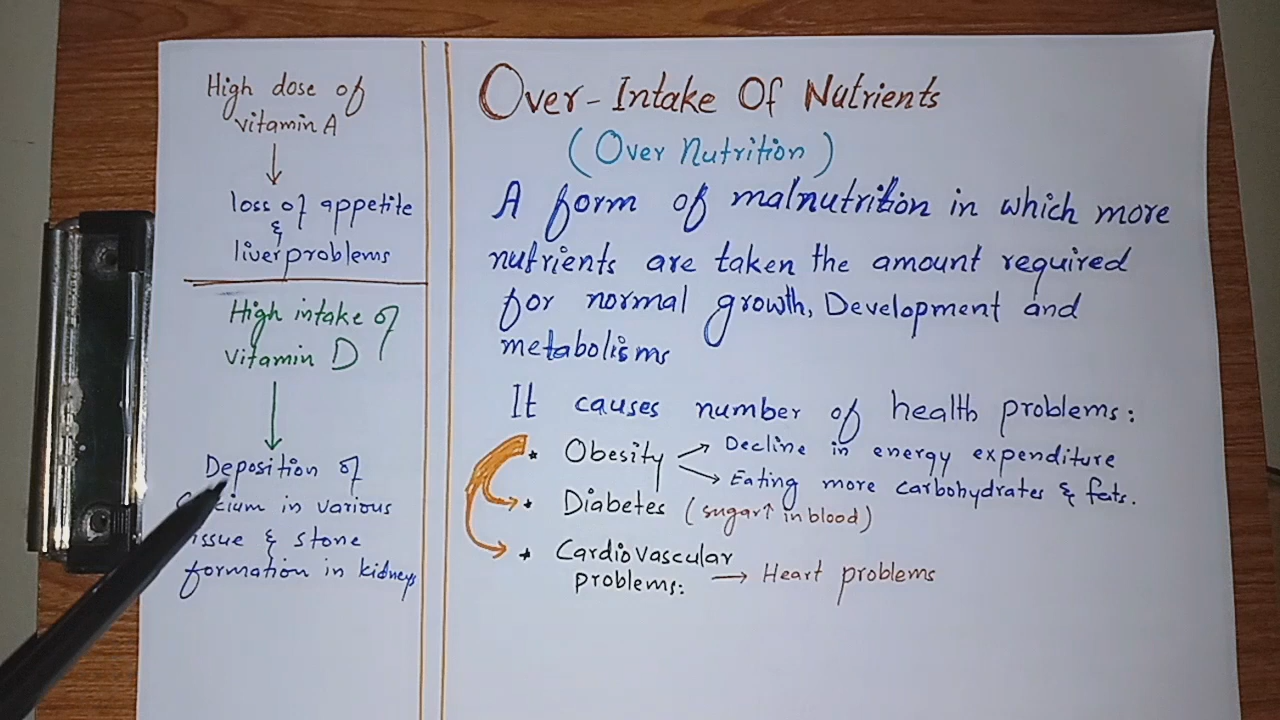 High dose of
vitamin A
↓
loss of appetite
&
liver problems
High intake of
vitamin D
↓
Deposition of
in various
& stone
formation in kidneys
Over-Intake Of Nutrients
(Over Nutrition)
A form of malnutrition in which more
nutrients are taken the amount required
for normal growth, Development and
metabolisms
It causes number of health problems:
* Obesity → Decline in energy expenditure
→ Eating more carbohydrates & fats.
* Diabetes (sugar↑ in blood)
* Cardiovascular
problems: → Heart problems